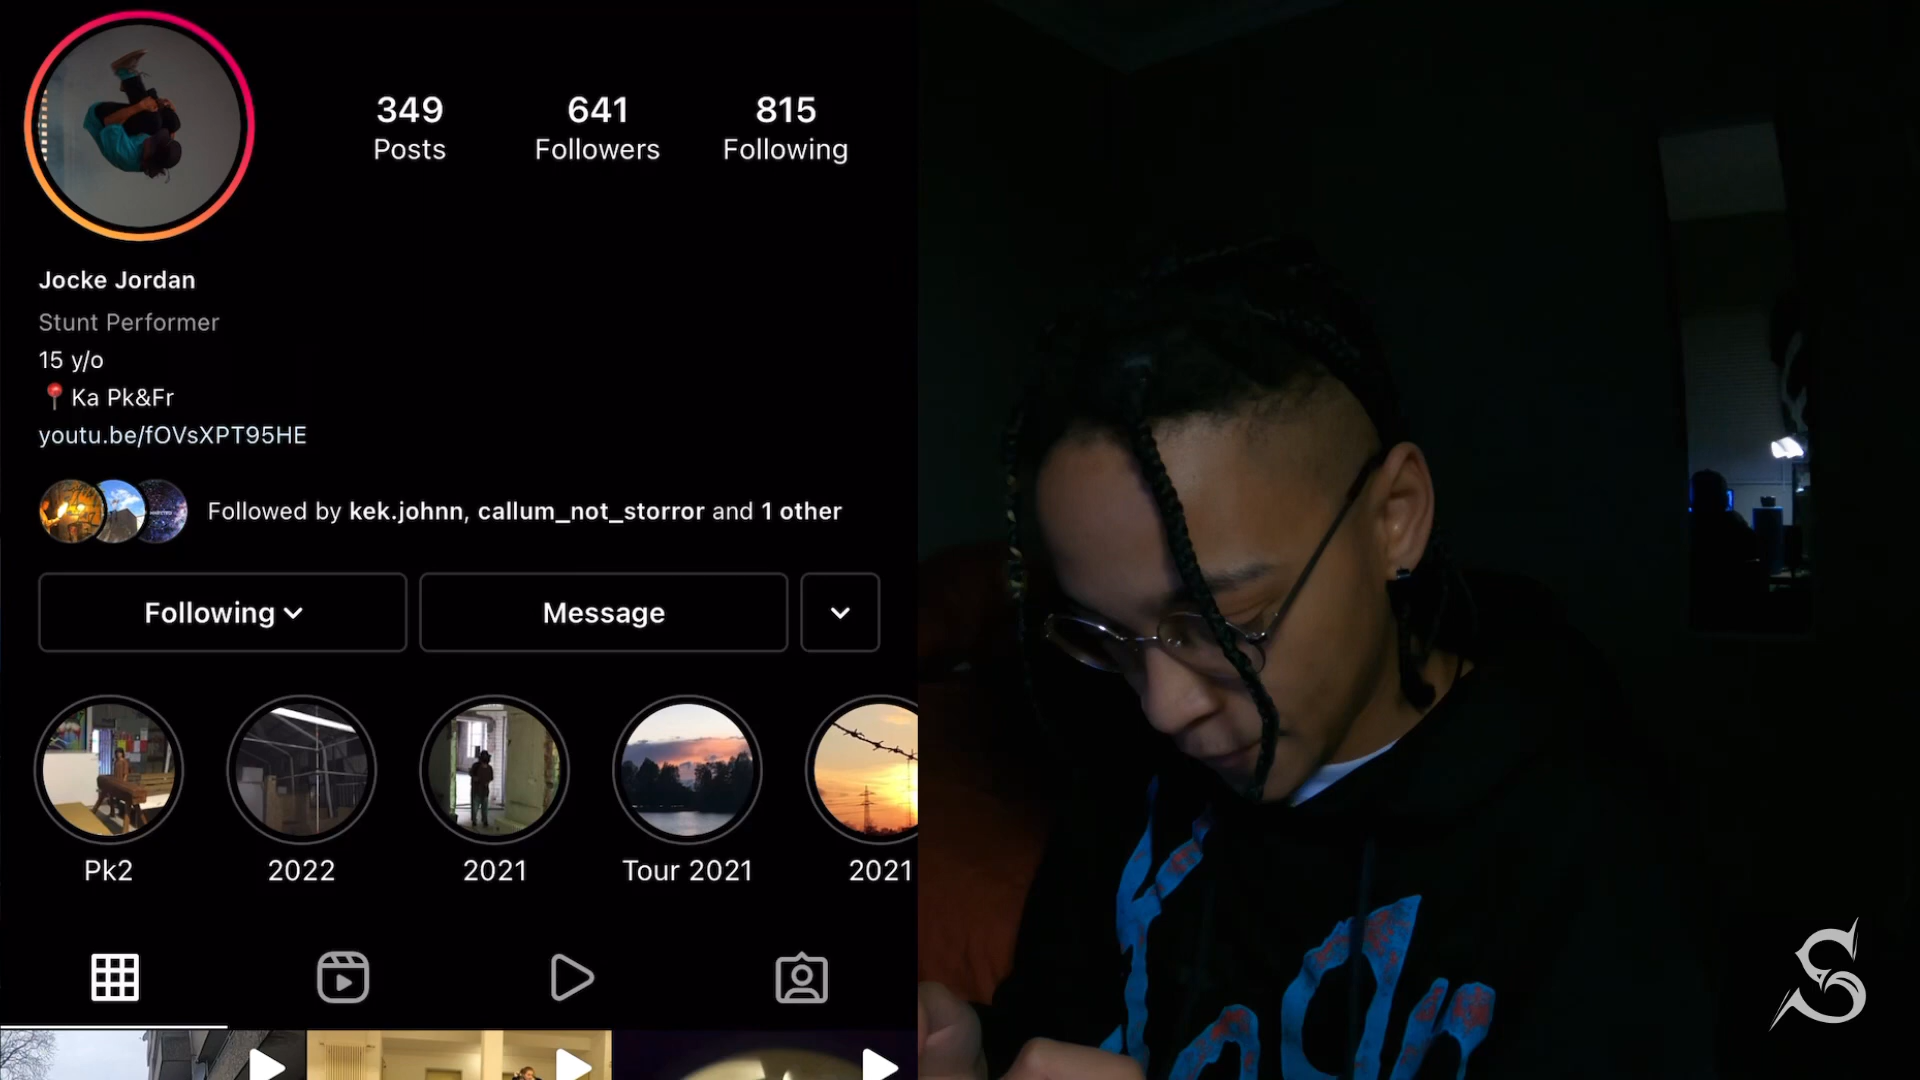 349
Posts
641
Followers
815
Following
Jocke Jordan
Stunt Performer
15 y/o
📍Ka Pk&Fr
youtu.be/fOVsXPT95HE
Followed by kek.johnn, callum_not_storror and 1 other
Following
Message
Pk2
2022
2021
Tour 2021
2021
S